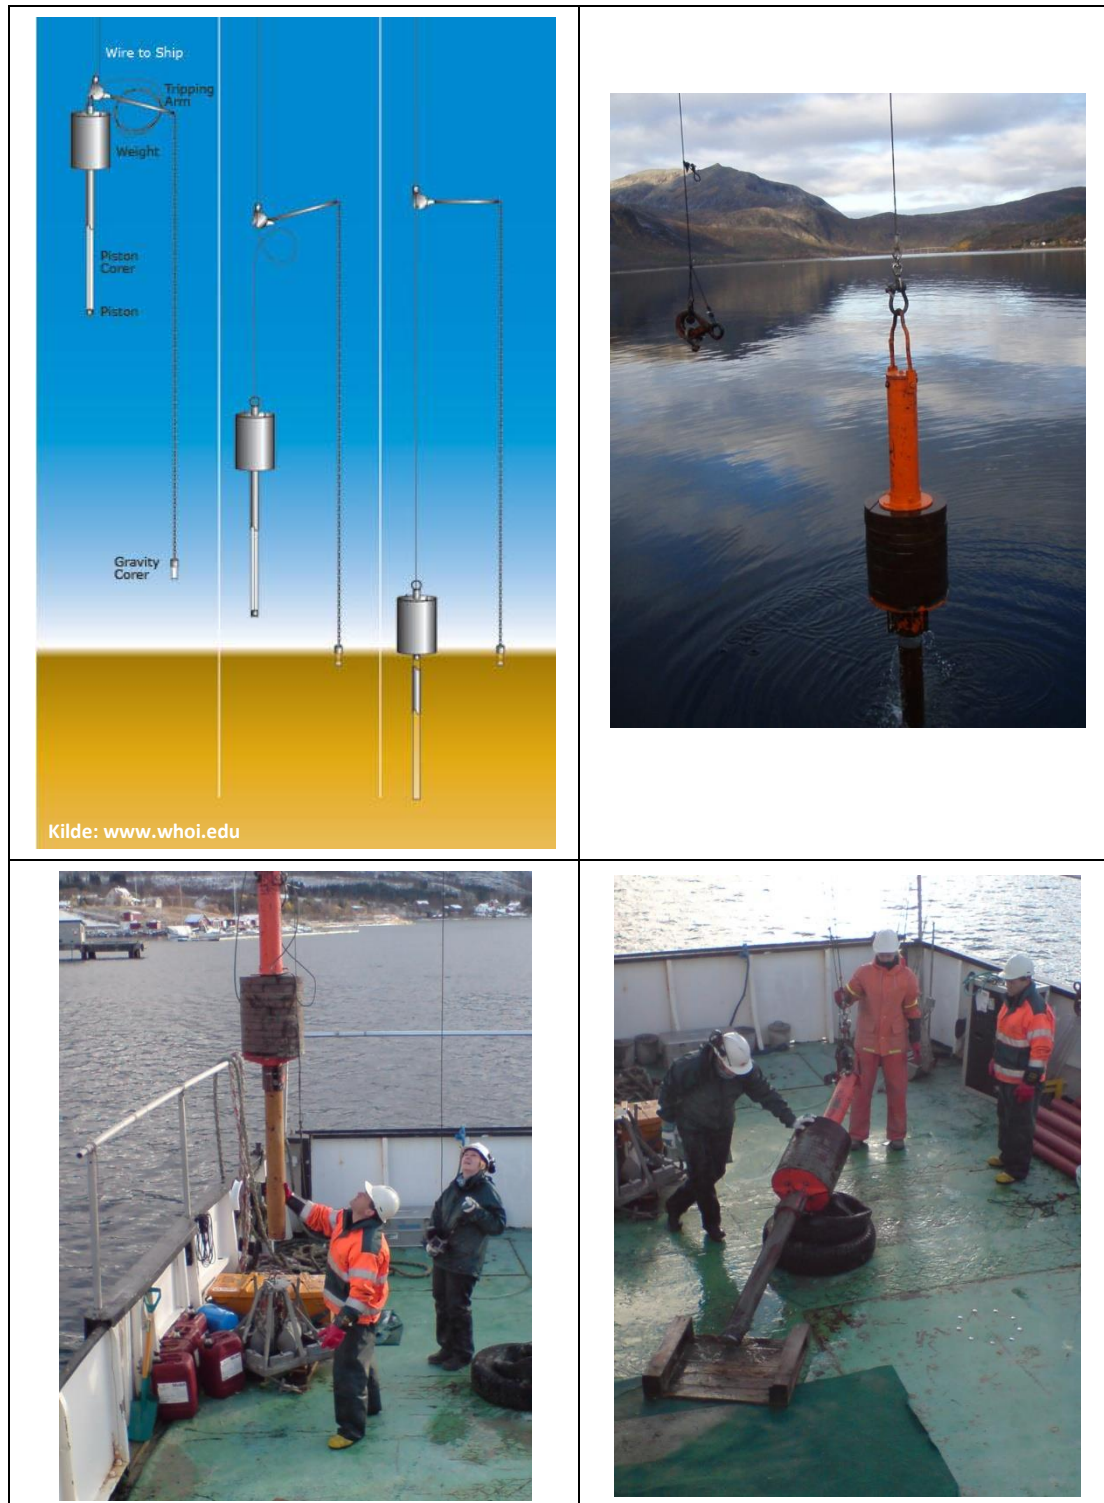 Wire to Ship
Tripping
Arm
Weight
Piston
Corer
Piston
Gravity
Corer
Kilde: www.whoi.edu